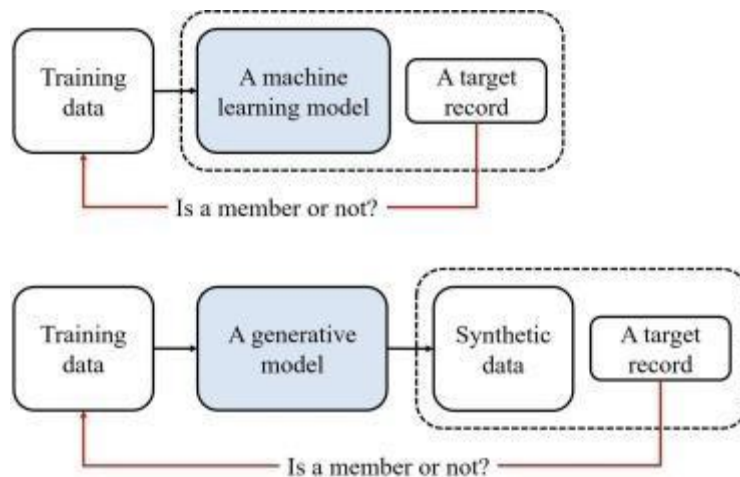 Training
data
A machine
learning model
A target
record
Is a member or not?
Training
data
A generative
model
Synthetic
data
A target
record
Is a member or not?